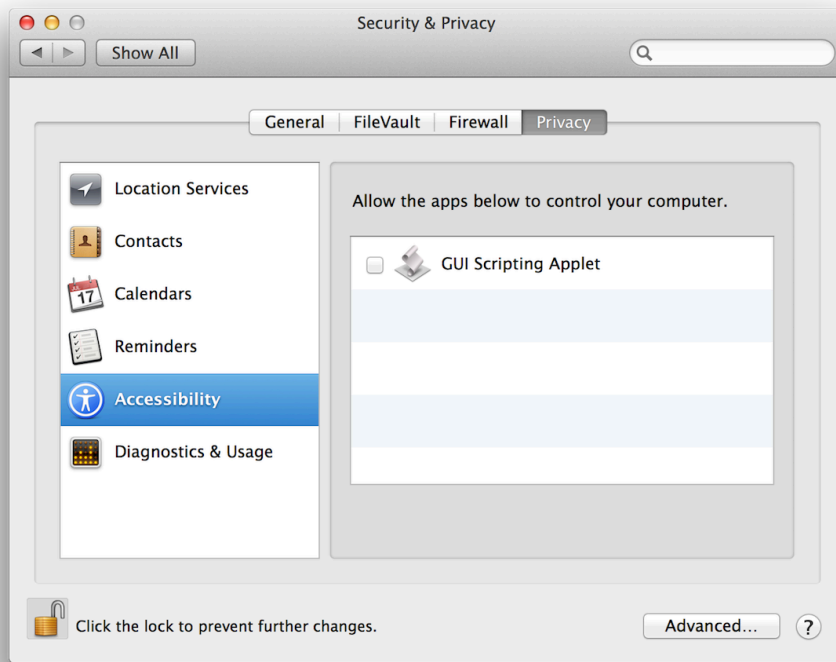 Security & Privacy
Show All
General FileVault Firewall Privacy
Location Services
Contacts
JUL 17 Calendars
Reminders
Accessibility
Diagnostics & Usage
Allow the apps below to control your computer.
GUI Scripting Applet
Click the lock to prevent further changes.
Advanced... ?